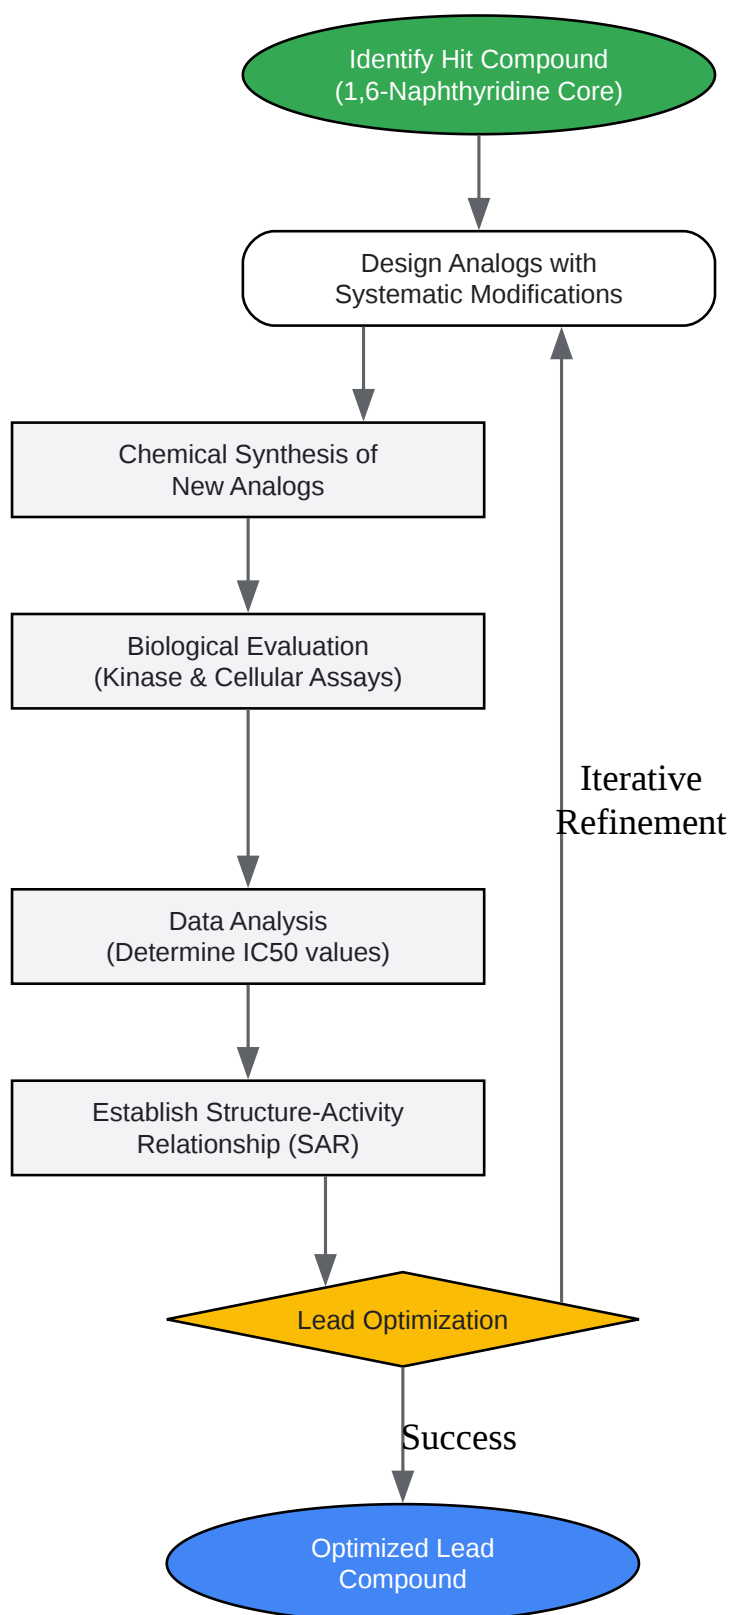 Identify Hit Compound
(1,6-Naphthyridine Core)
Design Analogs with
Systematic Modifications
Chemical Synthesis of
New Analogs
Biological Evaluation
(Kinase & Cellular Assays)
Iterative
Refinement
Data Analysis
(Determine IC50 values)
Establish Structure-Activity
Relationship (SAR)
Lead Optimization
Success
Optimized Lead
Compound